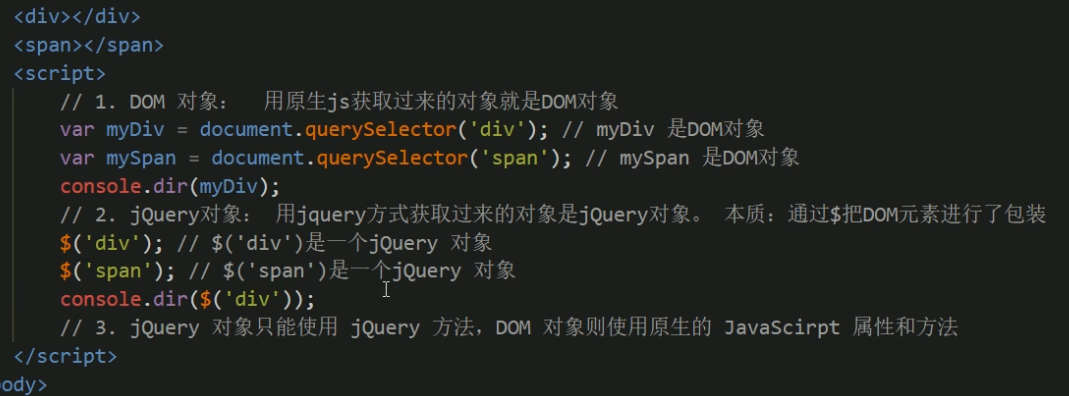 <div></div>
<span></span>
<script>
// 1. DOM 对象： 用原生js获取过来的对象就是DOM对象
var myDiv = document.querySelector('div'); // myDiv 是DOM对象
var mySpan = document.querySelector('span'); // mySpan 是DOM对象
console.dir(myDiv);
// 2. jQuery对象： 用jquery方式获取过来的对象是jQuery对象。 本质：通过$把DOM元素进行了包装
$('div'); // $('div')是一个jQuery 对象
$('span'); // $('span')是一个jQuery 对象
console.dir($('div'));
// 3. jQuery 对象只能使用 jQuery 方法，DOM 对象则使用原生的 JavaScirpt 属性和方法
</script>
ody>